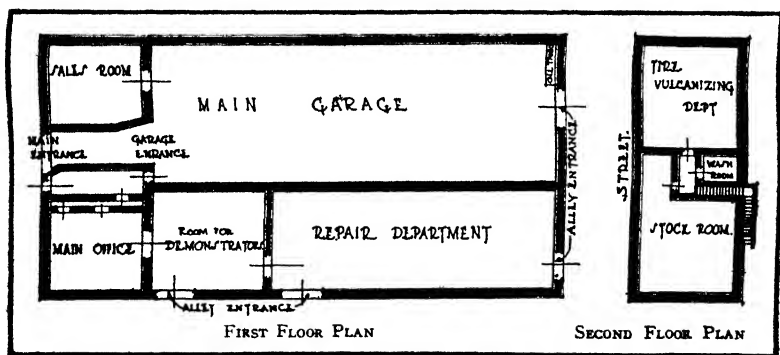 SALES ROOM
MAIN GARAGE
MAIN
ENTRANCE
GARAGE
ENTRANCE
MAIN OFFICE
ROOM FOR
DEMONSTRATORS
REPAIR DEPARTMENT
ALLEY ENTRANCE
ALLEY ENTRANCE
FIRST FLOOR PLAN
STREET.
TIRE
VULCANIZING
DEPT
WASH
ROOM
STOCK ROOM.
SECOND FLOOR PLAN